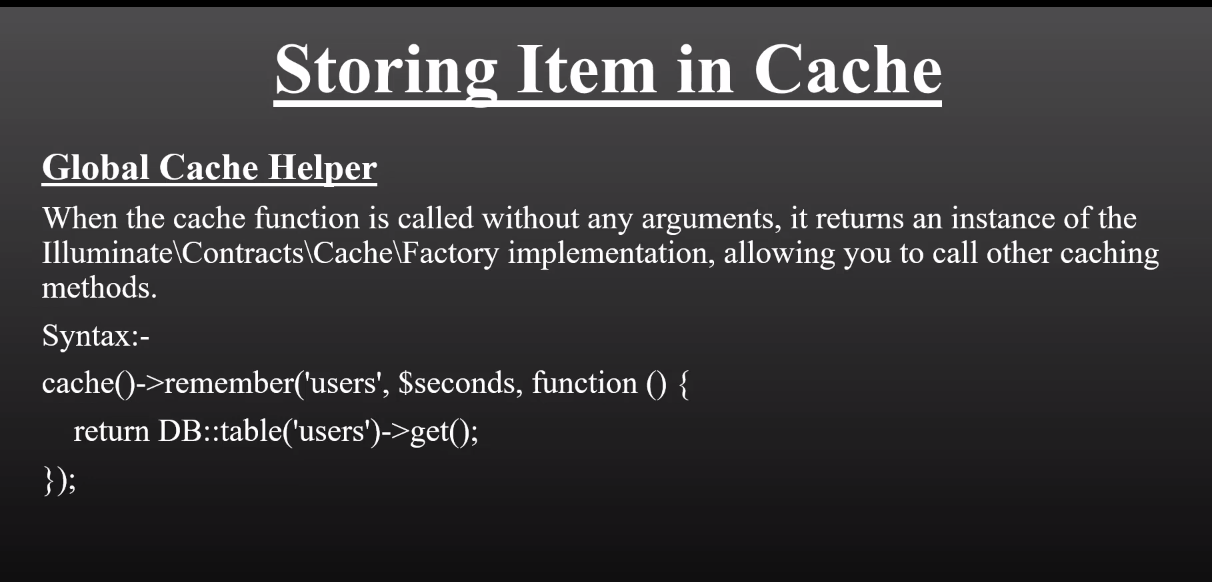 Storing Item in Cache
Global Cache Helper
When the cache function is called without any arguments, it returns an instance of the
Illuminate\Contracts\Cache\Factory implementation, allowing you to call other caching
methods.
Syntax:-
cache()->remember('users', $seconds, function () {
    return DB::table('users')->get();
});